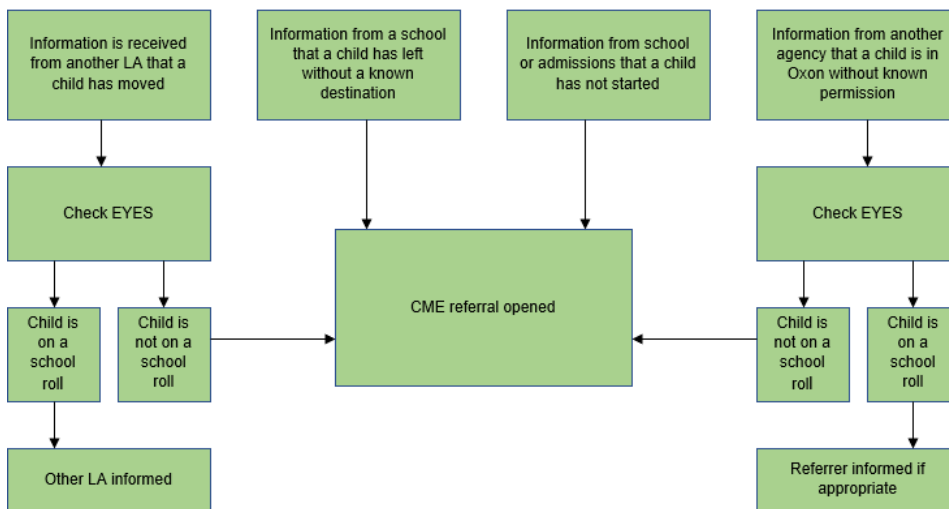 Information is received
from another LA that a
child has moved
Information from a school
that a child has left
without a known
destination
Information from school
or admissions that a child
has not started
Information from another
agency that a child is in
Oxon without known
permission
Check EYES
Check EYES
CME referral opened
Child is
on a
school
roll
Child is
not on a
school
roll
Child is
not on a
school
roll
Child is
on a
school
roll
Other LA informed
Referrer informed if
appropriate